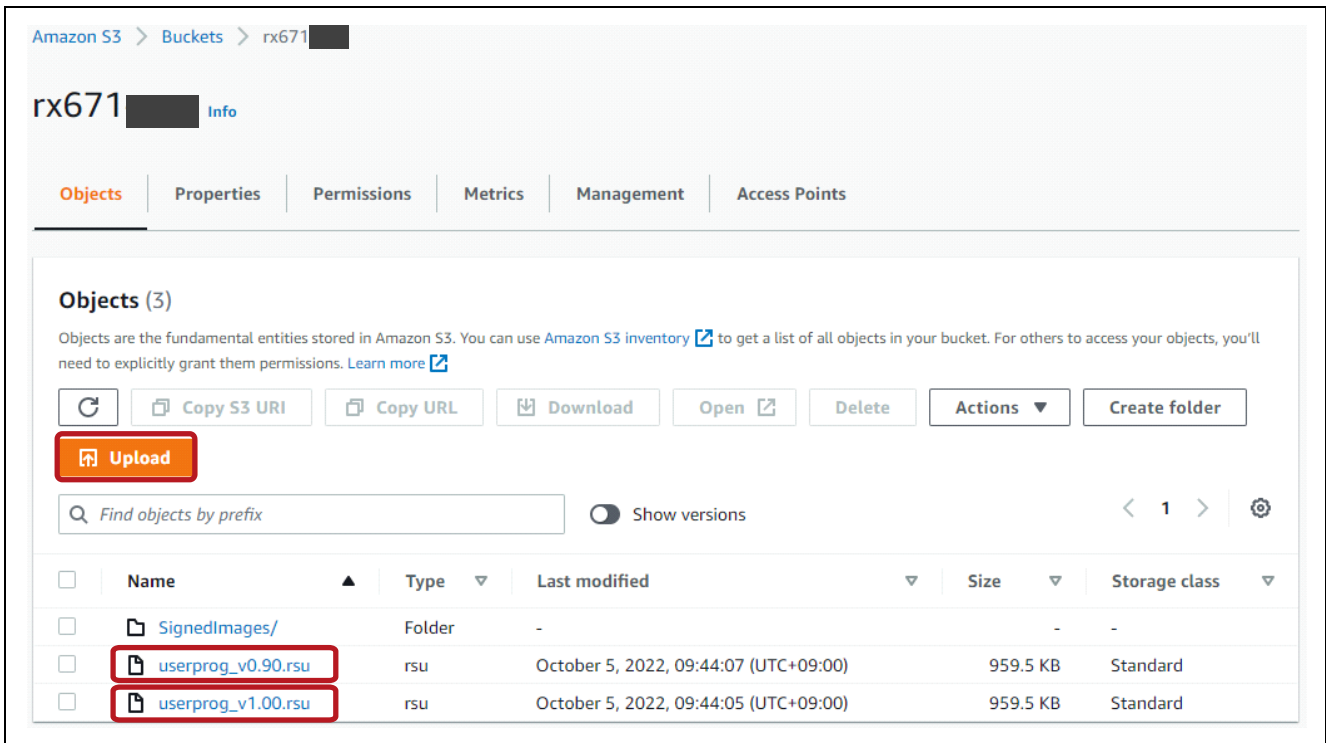 Amazon S3 > Buckets > rx671
rx671 Info
Objects Properties Permissions Metrics Management Access Points
Objects (3)
Objects are the fundamental entities stored in Amazon S3. You can use Amazon S3 inventory to get a list of all objects in your bucket. For others to access your objects, you'll
need to explicitly grant them permissions. Learn more
Copy S3 URI Copy URL Download Open Delete Actions Create folder
Upload
Find objects by prefix Show versions 1
Name Type Last modified Size Storage class
SignedImages/ Folder - - -
userprog_v0.90.rsu rsu October 5, 2022, 09:44:07 (UTC+09:00) 959.5 KB Standard
userprog_v1.00.rsu rsu October 5, 2022, 09:44:05 (UTC+09:00) 959.5 KB Standard